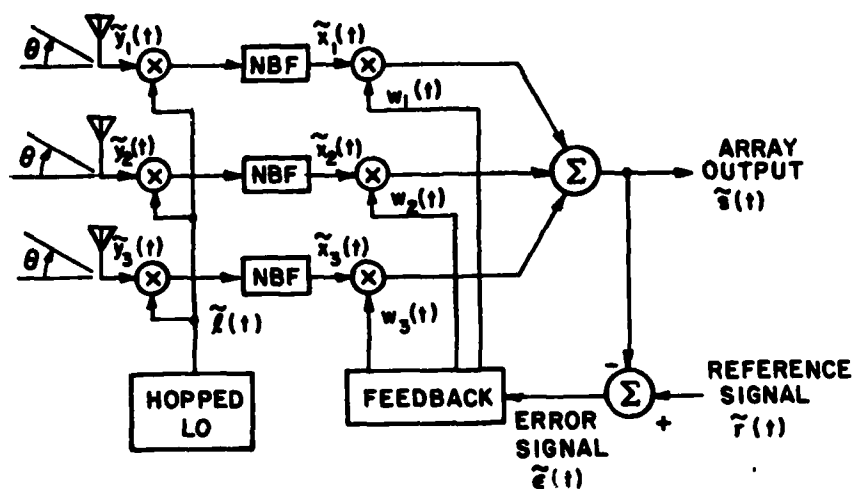 θ ỹ₁(t) NBF x̃₁(t)
w₁(t)
θ ỹ₂(t) NBF x̃₂(t)
w₂(t)
Σ
ARRAY
OUTPUT
s̃(t)
θ ỹ₃(t) NBF x̃₃(t)
w₃(t)
ℓ̃(t)
HOPPED
LO
FEEDBACK
ERROR
SIGNAL
ε̃(t)
-
Σ
+
REFERENCE
SIGNAL
r̃(t)